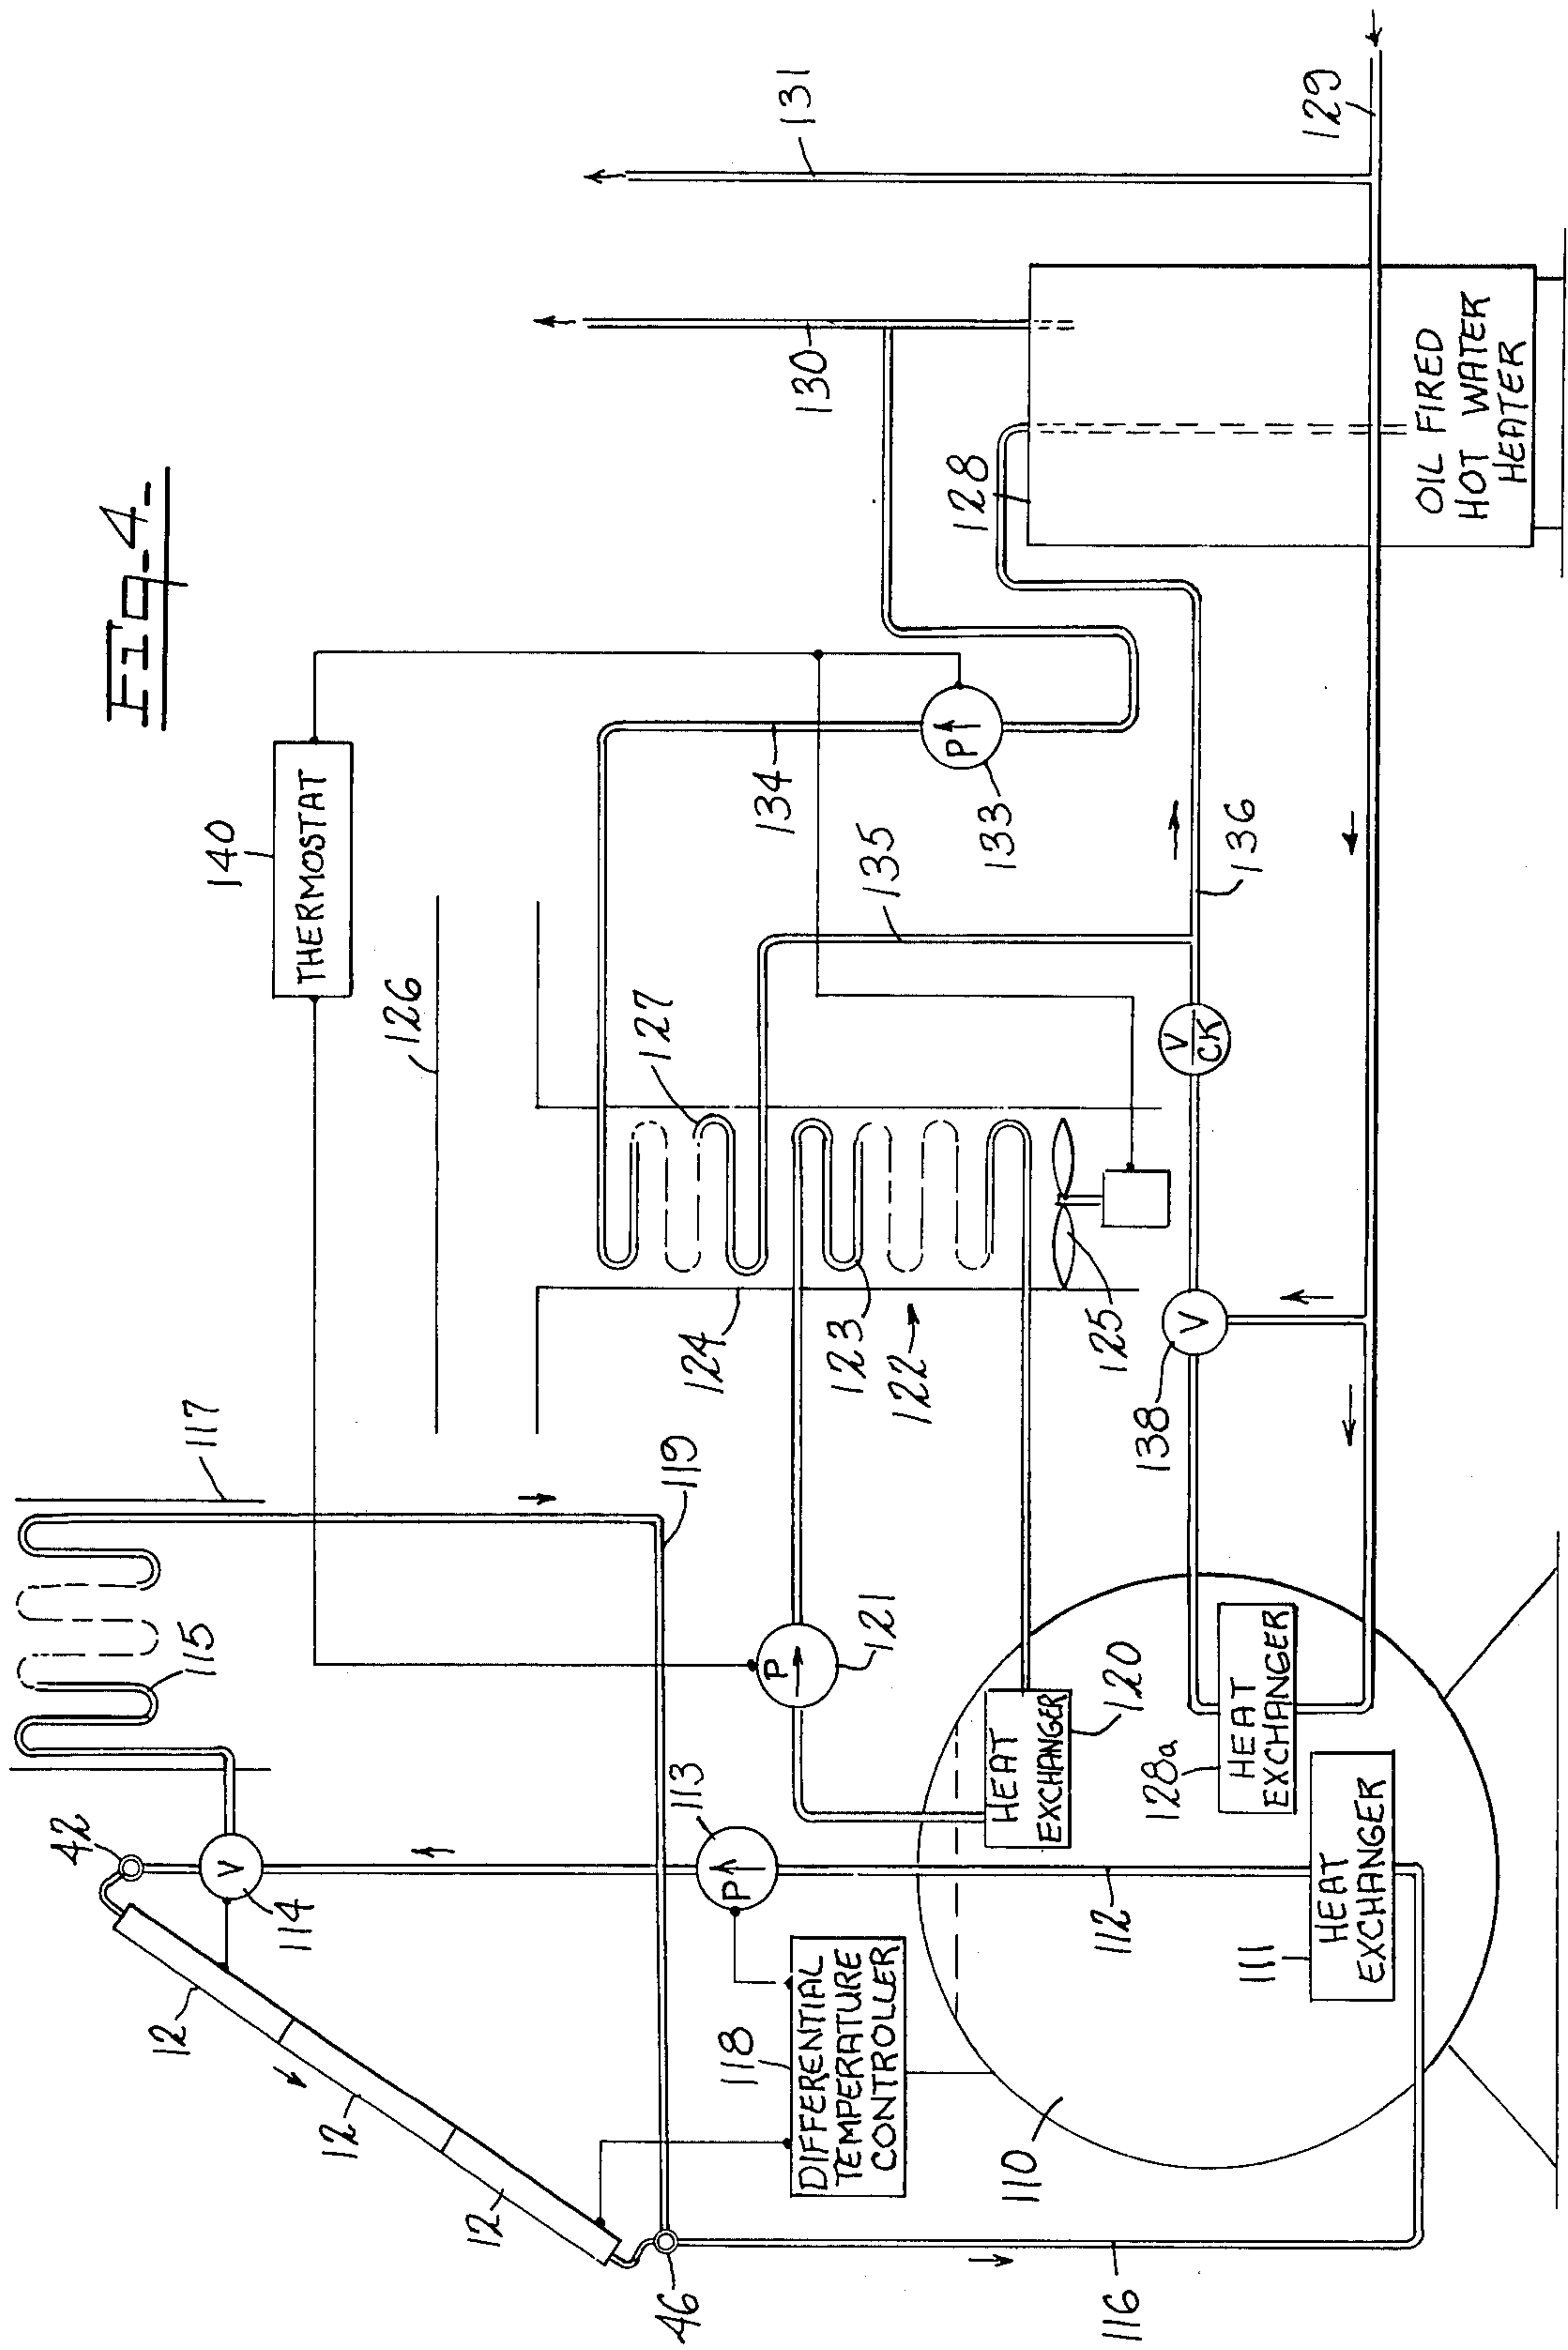 Fig-4-
140
THERMOSTAT
126
117
115
42
V
114
12
12
12
46
119
127
134
135
P
133
128
130
131
129
OIL FIRED
HOT WATER
HEATER
136
V
CK
V
138
124
123
122
125
P
121
113
P
118
DIFFERENTIAL
TEMPERATURE
CONTROLLER
110
112
HEAT
EXCHANGER
120
HEAT
EXCHANGER
128a
HEAT
EXCHANGER
111
116